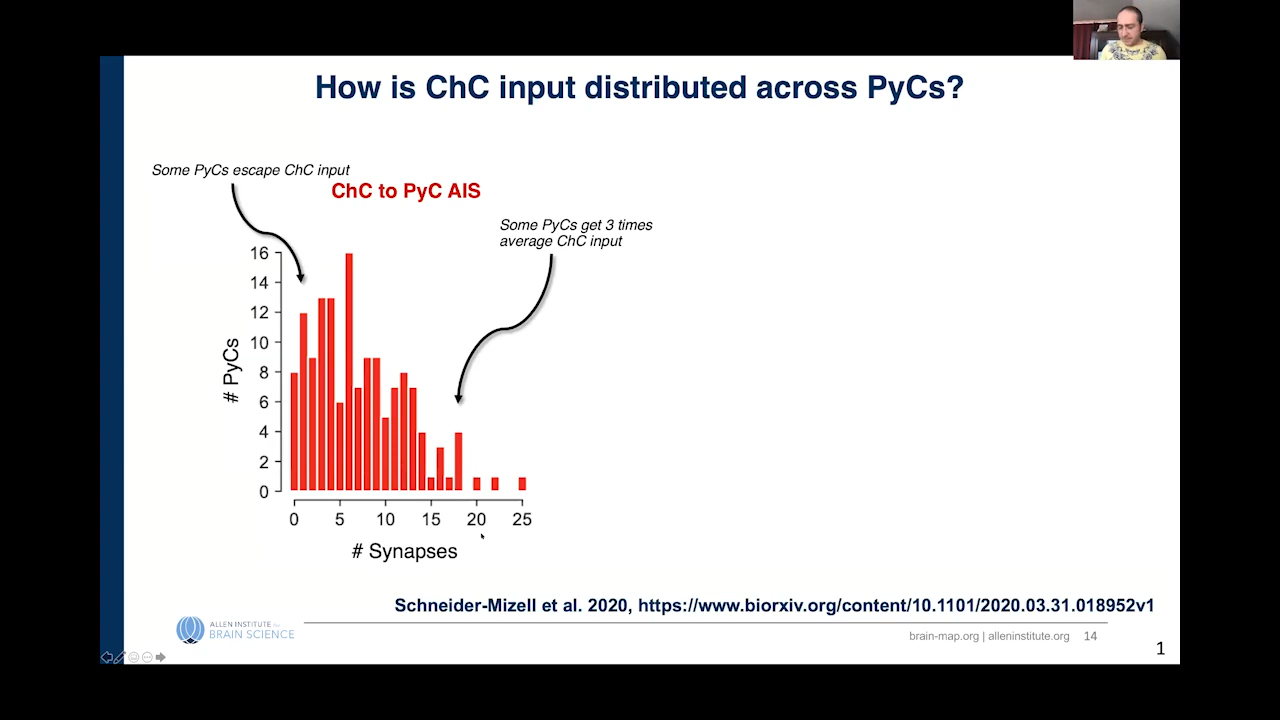 How is ChC input distributed across PyCs?
Some PyCs escape ChC input
ChC to PyC AIS
Some PyCs get 3 times
average ChC input
16
14
12
10
8
6
4
2
0
# PyCs
0 5 10 15 20 25
# Synapses
Schneider-Mizell et al. 2020, https://www.biorxiv.org/content/10.1101/2020.03.31.018952v1
ALLEN INSTITUTE for
BRAIN SCIENCE
brain-map.org | alleninstitute.org 14
1